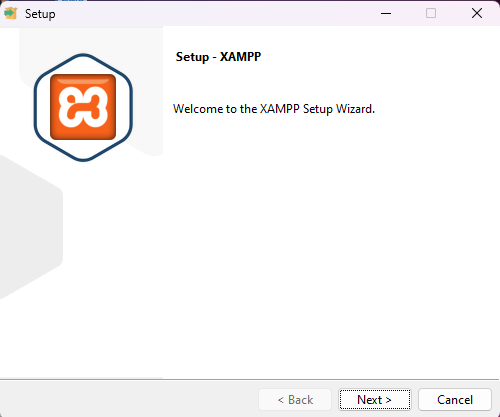 Setup
Setup - XAMPP
Welcome to the XAMPP Setup Wizard.
< Back
Next >
Cancel